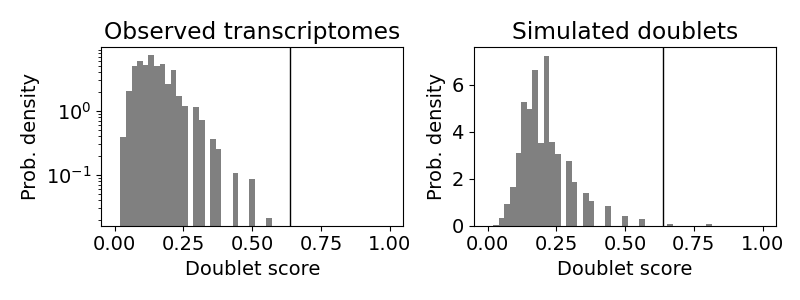 Observed transcriptomes
Prob. density
10⁰
10⁻¹
0.00 0.25 0.50 0.75 1.00
Doublet score
Simulated doublets
Prob. density
6
4
2
0
0.00 0.25 0.50 0.75 1.00
Doublet score